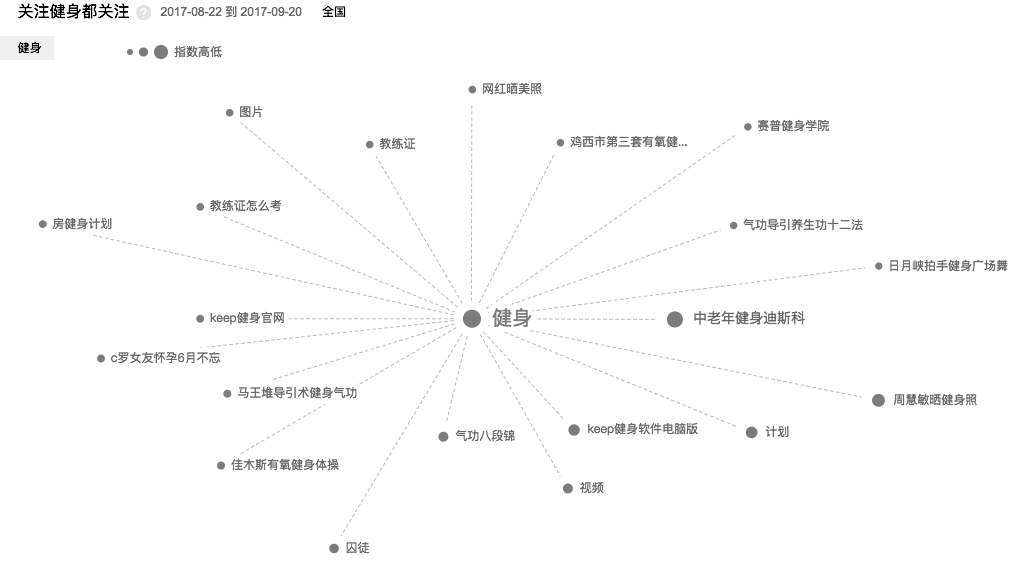 关注健身都关注 ? 2017-08-22 到 2017-09-20 全国
健身
指数高低
网红晒美照
图片
赛普健身学院
教练证
鸡西市第三套有氧健...
教练证怎么考
房健身计划
气功导引养生功十二法
日月峡拍手健身广场舞
keep健身官网
健身
中老年健身迪斯科
c罗女友怀孕6月不忘
马王堆导引术健身气功
周慧敏晒健身照
气功八段锦
keep健身软件电脑版
计划
佳木斯有氧健身体操
视频
囚徒